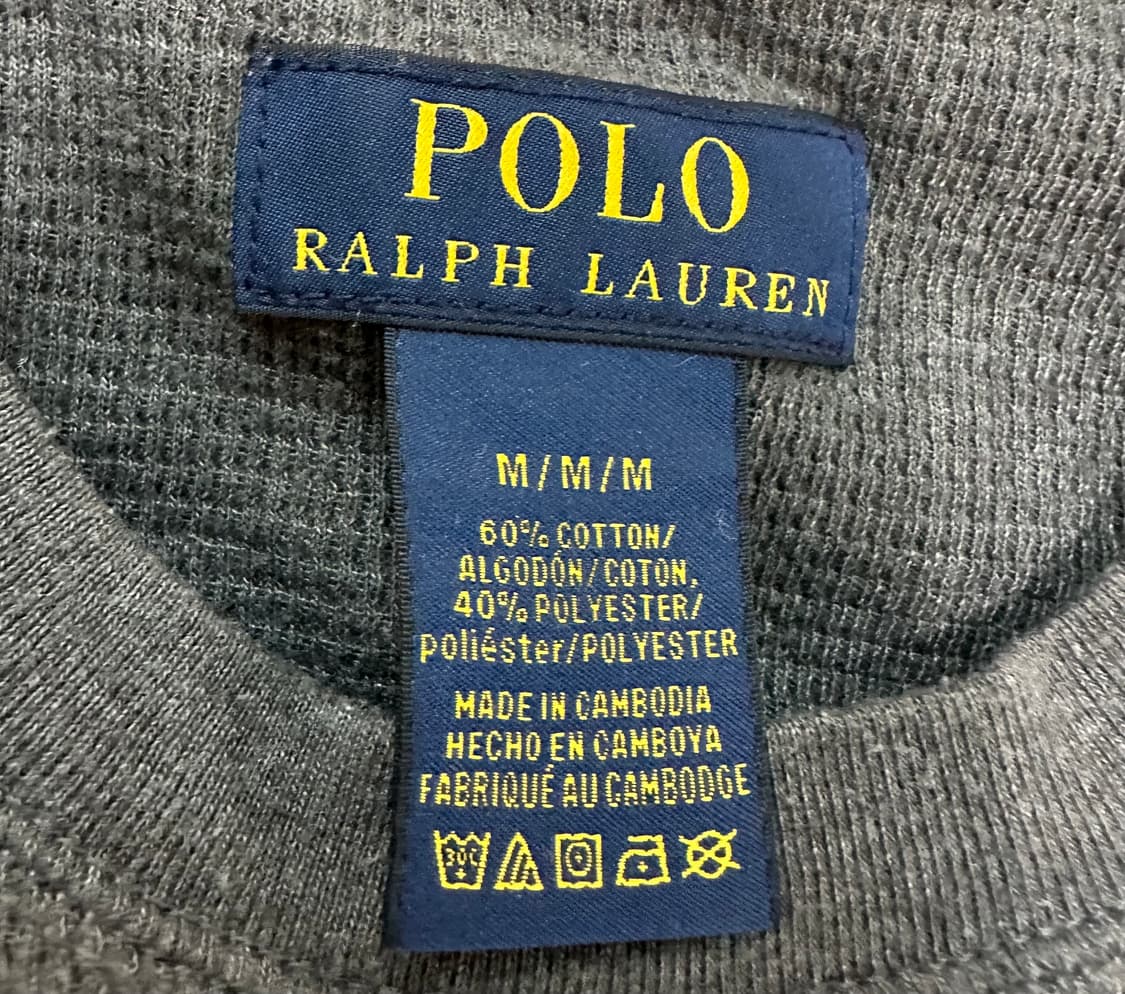 POLO
RALPH LAUREN
M/M/M
60% COTTON/
ALGODÓN/COTON,
40% POLYESTER/
poliéster/POLYESTER
MADE IN CAMBODIA
HECHO EN CAMBOYA
FABRIQUÉ AU CAMBODGE
30C